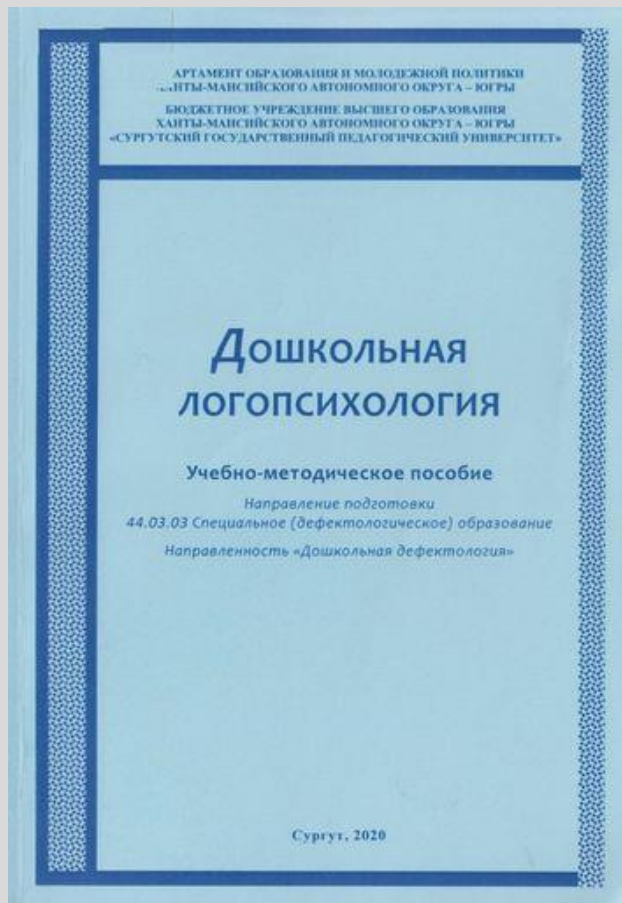 АРТАМЕНТ ОБРАЗОВАНИЯ И МОЛОДЕЖНОЙ ПОЛИТИКИ
АНТЫ-МАНСИЙСКОГО АВТОНОМНОГО ОКРУГА – ЮГРЫ
БЮДЖЕТНОЕ УЧРЕЖДЕНИЕ ВЫСШЕГО ОБРАЗОВАНИЯ
ХАНТЫ-МАНСИЙСКОГО АВТОНОМНОГО ОКРУГА – ЮГРЫ
«СУРГУТСКИЙ ГОСУДАРСТВЕННЫЙ ПЕДАГОГИЧЕСКИЙ УНИВЕРСИТЕТ»
ДОШКОЛЬНАЯ
ЛОГОПСИХОЛОГИЯ
Учебно-методическое пособие
Направление подготовки
44.03.03 Специальное (дефектологическое) образование
Направленность «Дошкольная дефектология»
Сургут, 2020